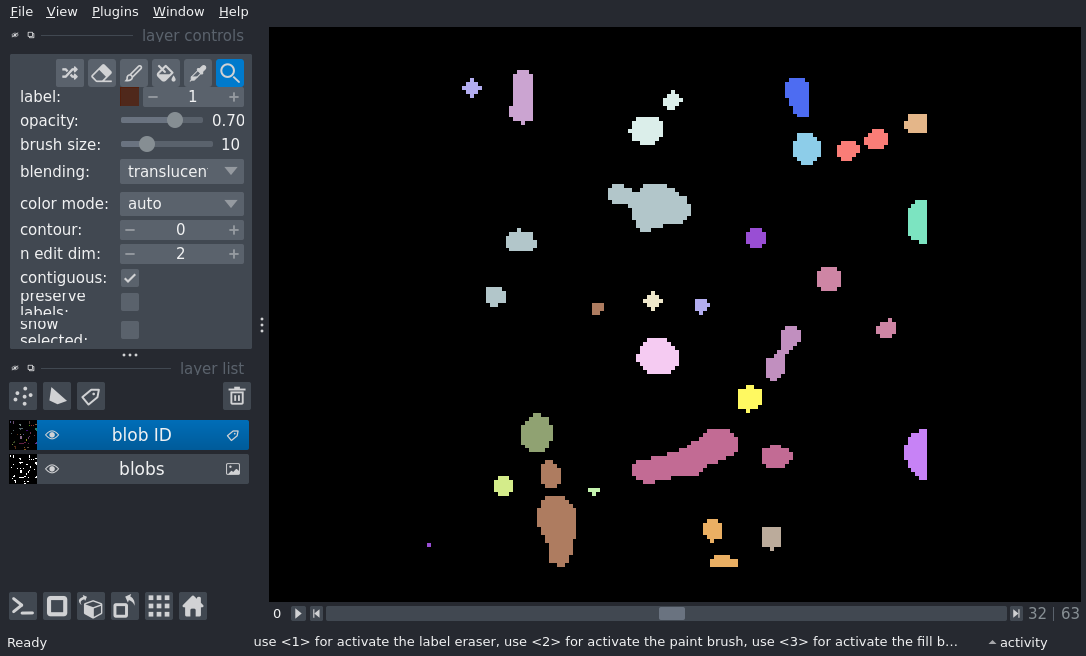 File View Plugins Window Help
layer controls
label: 1
opacity: 0.70
brush size: 10
blending: translucen
color mode: auto
contour: 0
n edit dim: 2
contiguous:
preserve
labels:
show
selected:
layer list
blob ID
blobs
0 32 63
Ready use <1> for activate the label eraser, use <2> for activate the paint brush, use <3> for activate the fill b... activity